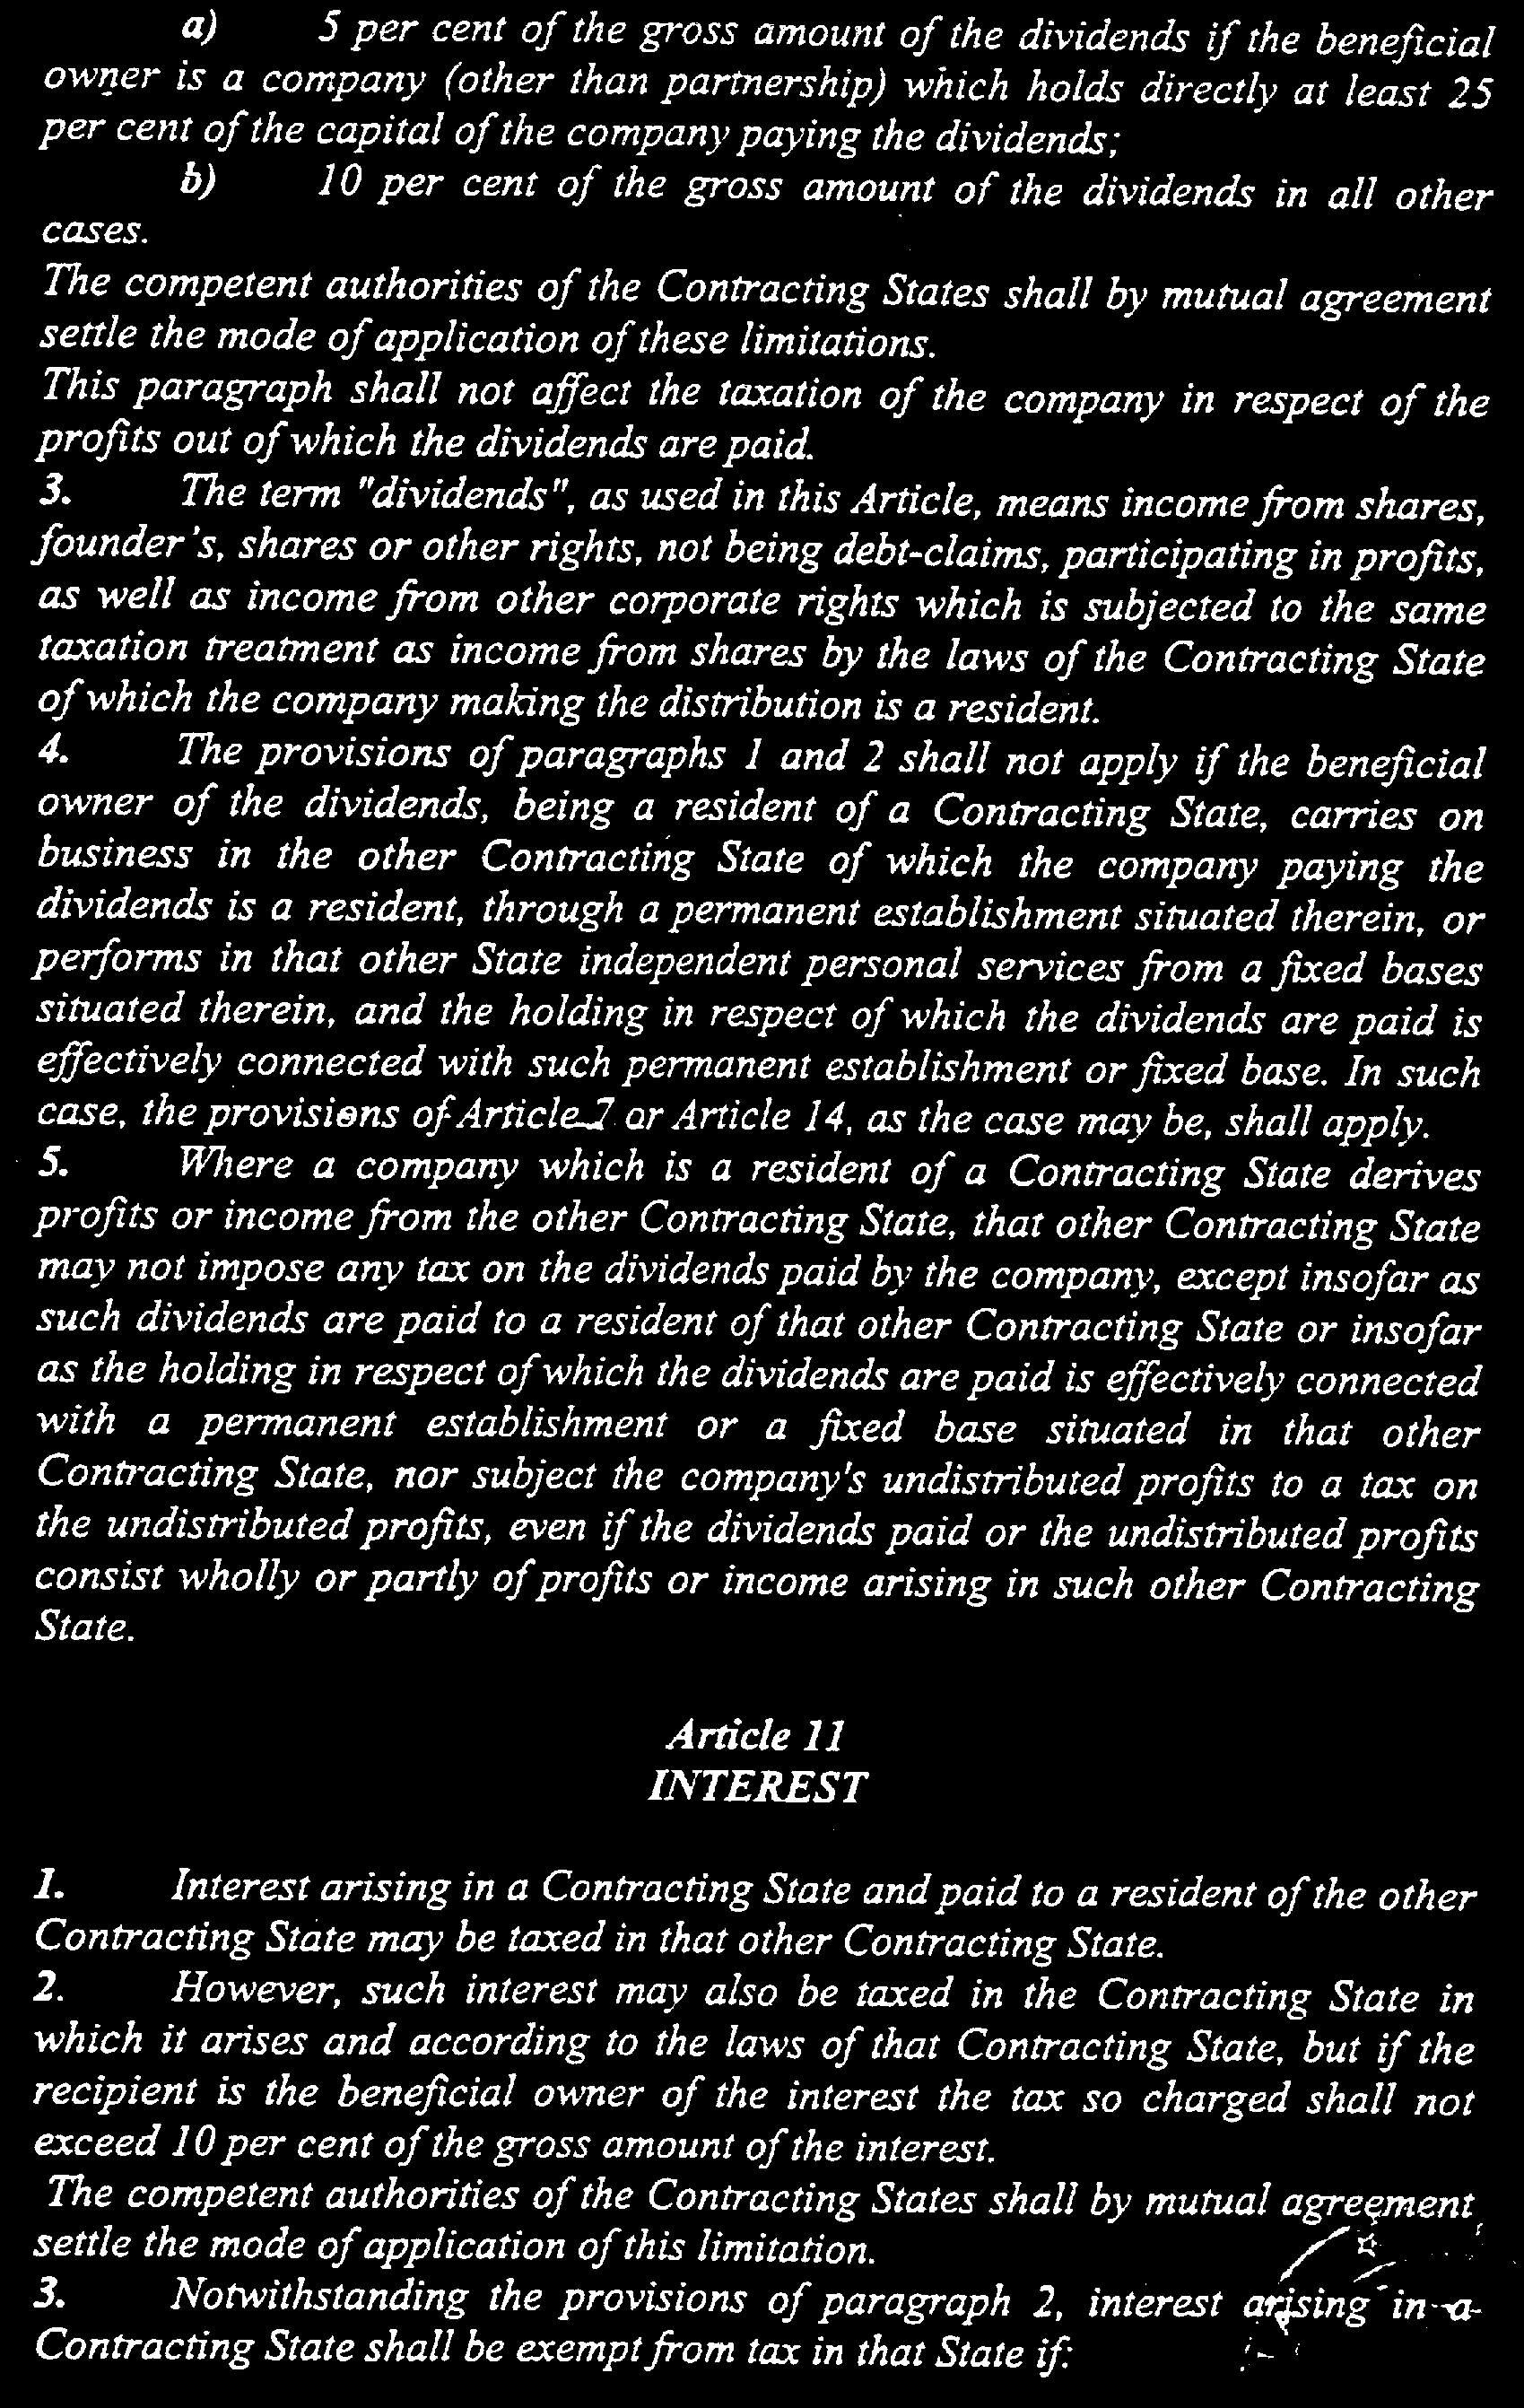 a) 5 per cent of the gross amount of the dividends if the beneficial
owner is a company (other than partnership) which holds directly at least 25
per cent of the capital of the company paying the dividends;
b) 10 per cent of the gross amount of the dividends in all other
cases.
The competent authorities of the Contracting States shall by mutual agreement
settle the mode of application of these limitations.
This paragraph shall not affect the taxation of the company in respect of the
profits out of which the dividends are paid.
3. The term "dividends", as used in this Article, means income from shares,
founder's, shares or other rights, not being debt-claims, participating in profits,
as well as income from other corporate rights which is subjected to the same
taxation treatment as income from shares by the laws of the Contracting State
of which the company making the distribution is a resident.
4. The provisions of paragraphs 1 and 2 shall not apply if the beneficial
owner of the dividends, being a resident of a Contracting State, carries on
business in the other Contracting State of which the company paying the
dividends is a resident, through a permanent establishment situated therein, or
performs in that other State independent personal services from a fixed bases
situated therein, and the holding in respect of which the dividends are paid is
effectively connected with such permanent establishment or fixed base. In such
case, the provisions of Article 7 or Article 14, as the case may be, shall apply.
5. Where a company which is a resident of a Contracting State derives
profits or income from the other Contracting State, that other Contracting State
may not impose any tax on the dividends paid by the company, except insofar as
such dividends are paid to a resident of that other Contracting State or insofar
as the holding in respect of which the dividends are paid is effectively connected
with a permanent establishment or a fixed base situated in that other
Contracting State, nor subject the company's undistributed profits to a tax on
the undistributed profits, even if the dividends paid or the undistributed profits
consist wholly or partly of profits or income arising in such other Contracting
State.
Article 11
INTEREST
1. Interest arising in a Contracting State and paid to a resident of the other
Contracting State may be taxed in that other Contracting State.
2. However, such interest may also be taxed in the Contracting State in
which it arises and according to the laws of that Contracting State, but if the
recipient is the beneficial owner of the interest the tax so charged shall not
exceed 10 per cent of the gross amount of the interest.
The competent authorities of the Contracting States shall by mutual agreement
settle the mode of application of this limitation.
3. Notwithstanding the provisions of paragraph 2, interest arising in a
Contracting State shall be exempt from tax in that State if: